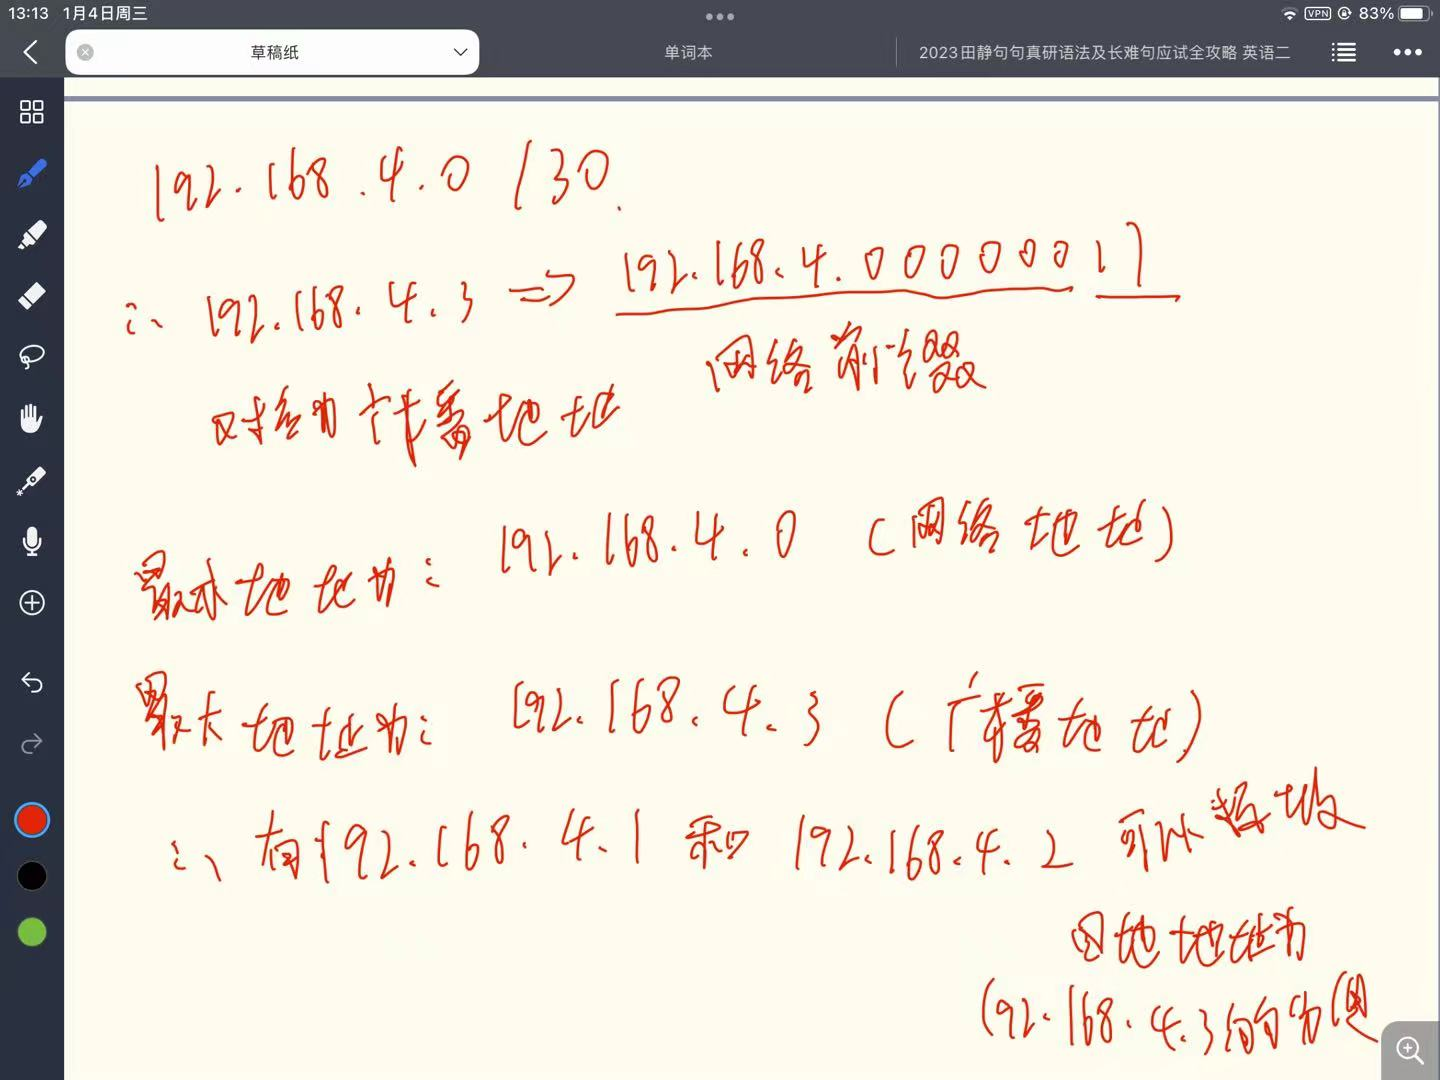 13:13 1月4日周三
VPN 83%
草稿纸 单词本 2023田静句句真研语法及长难句应试全攻略 英语二
192.168.4.0 /30.
∴ 192.168.4.3 => 192.168.4.00000011
对应为广播地址 网络前缀
最小地址为: 192.168.4.0 (网络地址)
最大地址为: 192.168.4.3 (广播地址)
∴ 有192.168.4.1 和 192.168.4.2 可以接收
目地地址为
192.168.4.3的分组